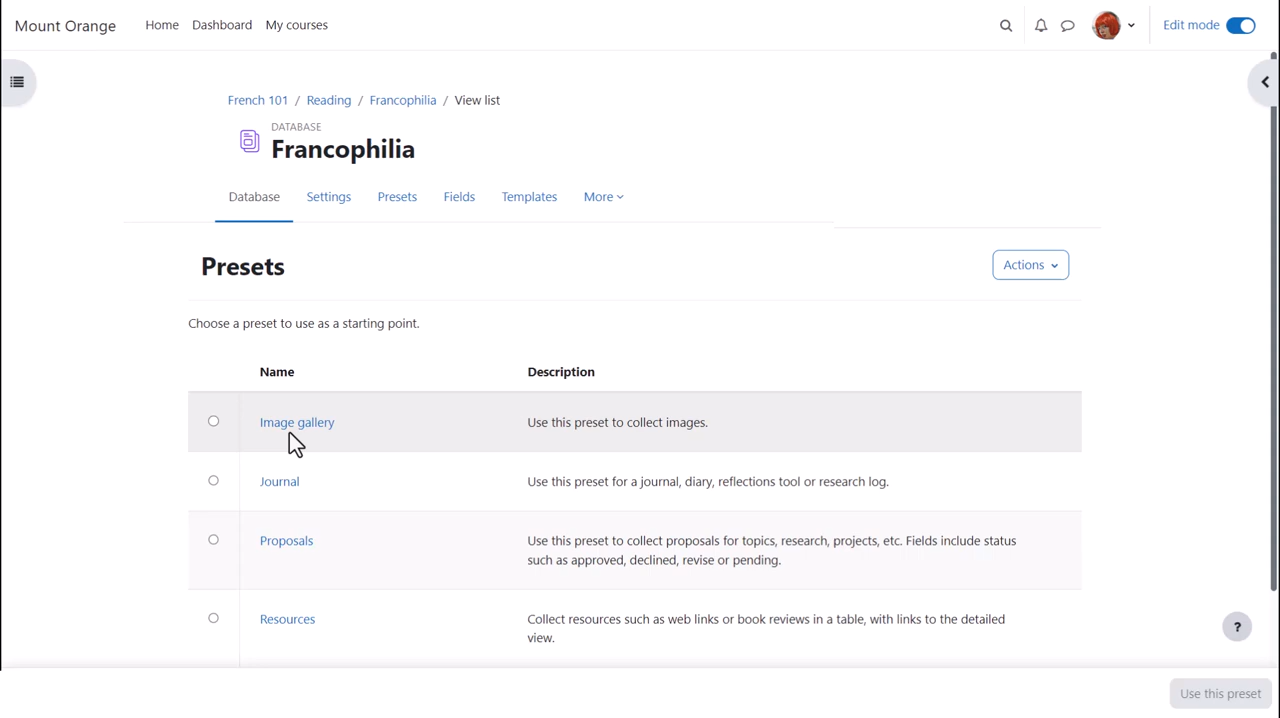 Mount Orange Home Dashboard My courses Edit mode
French 101 / Reading / Francophilia / View list
DATABASE
Francophilia
Database Settings Presets Fields Templates More
Presets Actions
Choose a preset to use as a starting point.
Name Description
Image gallery Use this preset to collect images.
Journal Use this preset for a journal, diary, reflections tool or research log.
Proposals Use this preset to collect proposals for topics, research, projects, etc. Fields include status
such as approved, declined, revise or pending.
Resources Collect resources such as web links or book reviews in a table, with links to the detailed
view.
?
Use this preset